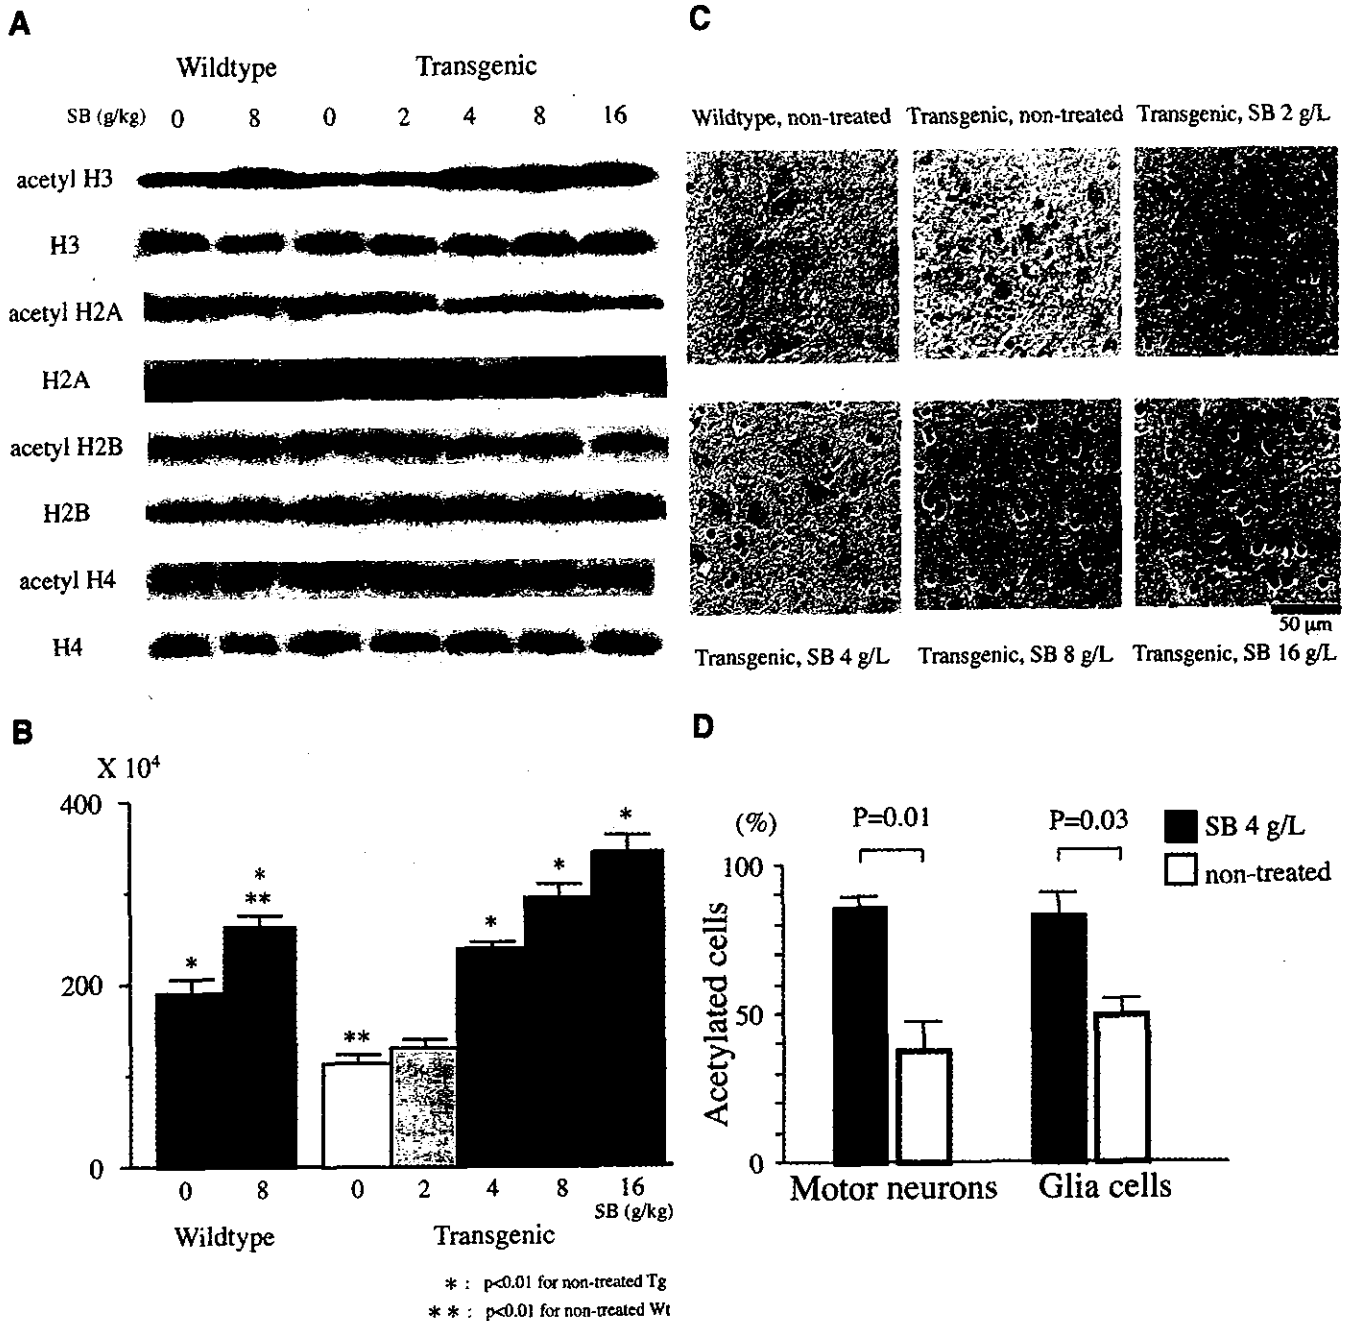 A
Wildtype Transgenic
SB (g/kg) 0 8 0 2 4 8 16
acetyl H3
H3
acetyl H2A
H2A
acetyl H2B
H2B
acetyl H4
H4
C
Wildtype, non-treated Transgenic, non-treated Transgenic, SB 2 g/L
50 μm
Transgenic, SB 4 g/L Transgenic, SB 8 g/L Transgenic, SB 16 g/L
B
X 10⁴
400
200
0
*
*
**
**
*
*
*
0 8 0 2 4 8 16
SB (g/kg)
Wildtype Transgenic
* : p<0.01 for non-treated Tg
** : p<0.01 for non-treated Wt
D
(%) P=0.01 P=0.03
SB 4 g/L
non-treated
100
50
0
Acetylated cells
Motor neurons Glia cells